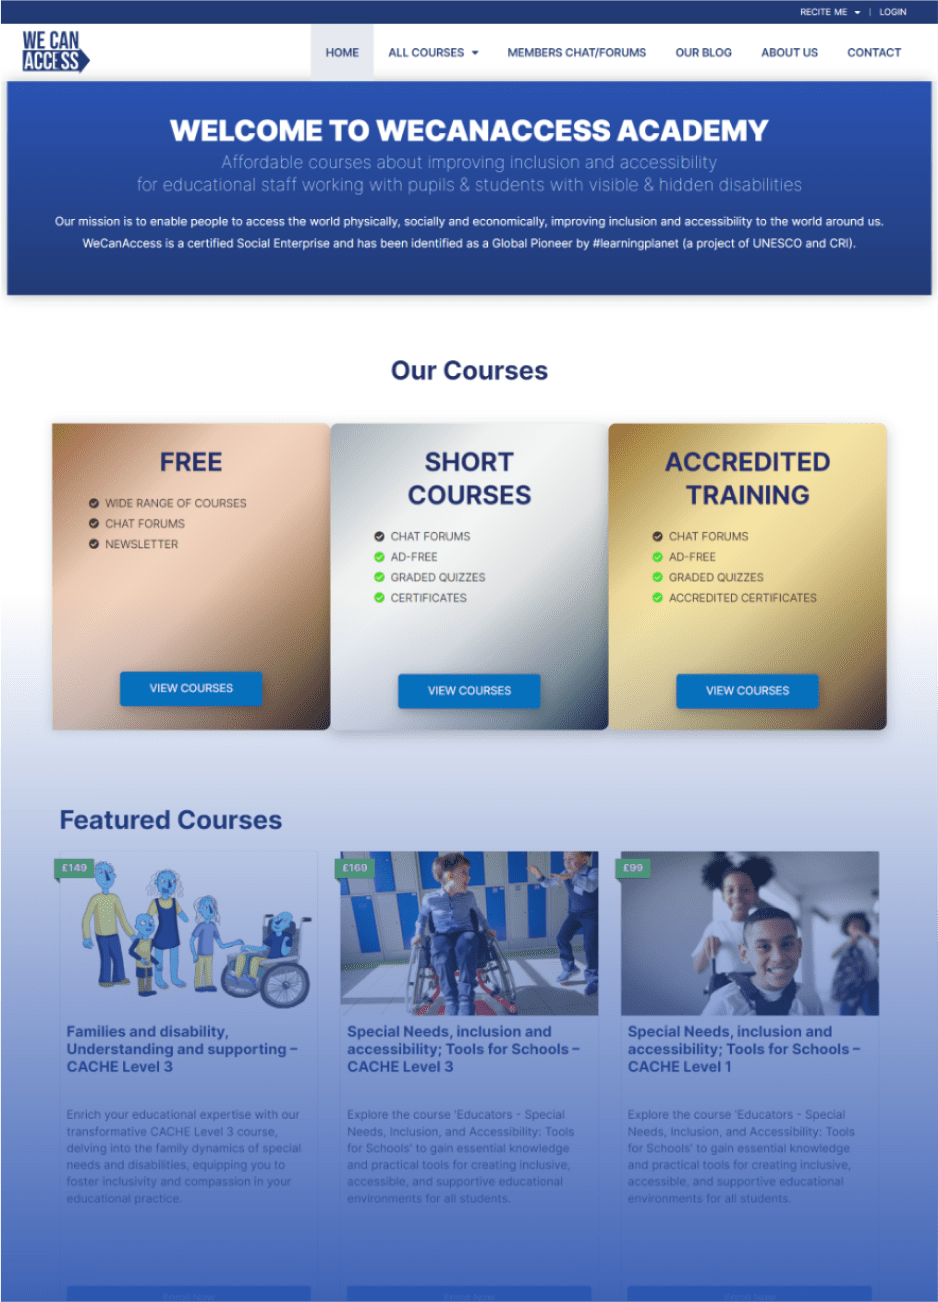 RECITE ME | LOGIN
WE CAN
ACCESS
HOME ALL COURSES MEMBERS CHAT/FORUMS OUR BLOG ABOUT US CONTACT
WELCOME TO WECANACCESS ACADEMY
Affordable courses about improving inclusion and accessibility
for educational staff working with pupils & students with visible & hidden disabilities
Our mission is to enable people to access the world physically, socially and economically, improving inclusion and accessibility to the world around us.
WeCanAccess is a certified Social Enterprise and has been identified as a Global Pioneer by #learningplanet (a project of UNESCO and CRI).
Our Courses
FREE
WIDE RANGE OF COURSES
CHAT FORUMS
NEWSLETTER
VIEW COURSES
SHORT
COURSES
CHAT FORUMS
AD-FREE
GRADED QUIZZES
CERTIFICATES
VIEW COURSES
ACCREDITED
TRAINING
CHAT FORUMS
AD-FREE
GRADED QUIZZES
ACCREDITED CERTIFICATES
VIEW COURSES
Featured Courses
£149
Families and disability,
Understanding and supporting –
CACHE Level 3
Enrich your educational expertise with our
transformative CACHE Level 3 course,
delving into the family dynamics of special
needs and disabilities, equipping you to
foster inclusivity and compassion in your
educational practice.
Enroll Now
£169
Special Needs, inclusion and
accessibility; Tools for Schools –
CACHE Level 3
Explore the course 'Educators - Special
Needs, Inclusion, and Accessibility: Tools
for Schools' to gain essential knowledge
and practical tools for creating inclusive,
accessible, and supportive educational
environments for all students.
Enroll Now
£99
Special Needs, inclusion and
accessibility; Tools for Schools –
CACHE Level 1
Explore the course 'Educators - Special
Needs, Inclusion, and Accessibility: Tools
for Schools' to gain essential knowledge
and practical tools for creating inclusive,
accessible, and supportive educational
environments for all students.
Enroll Now